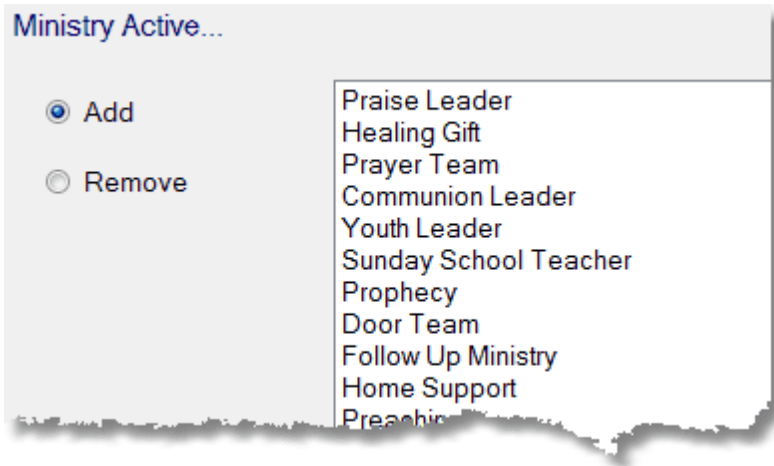 Ministry Active...
Add
Remove
Praise Leader
Healing Gift
Prayer Team
Communion Leader
Youth Leader
Sunday School Teacher
Prophecy
Door Team
Follow Up Ministry
Home Support